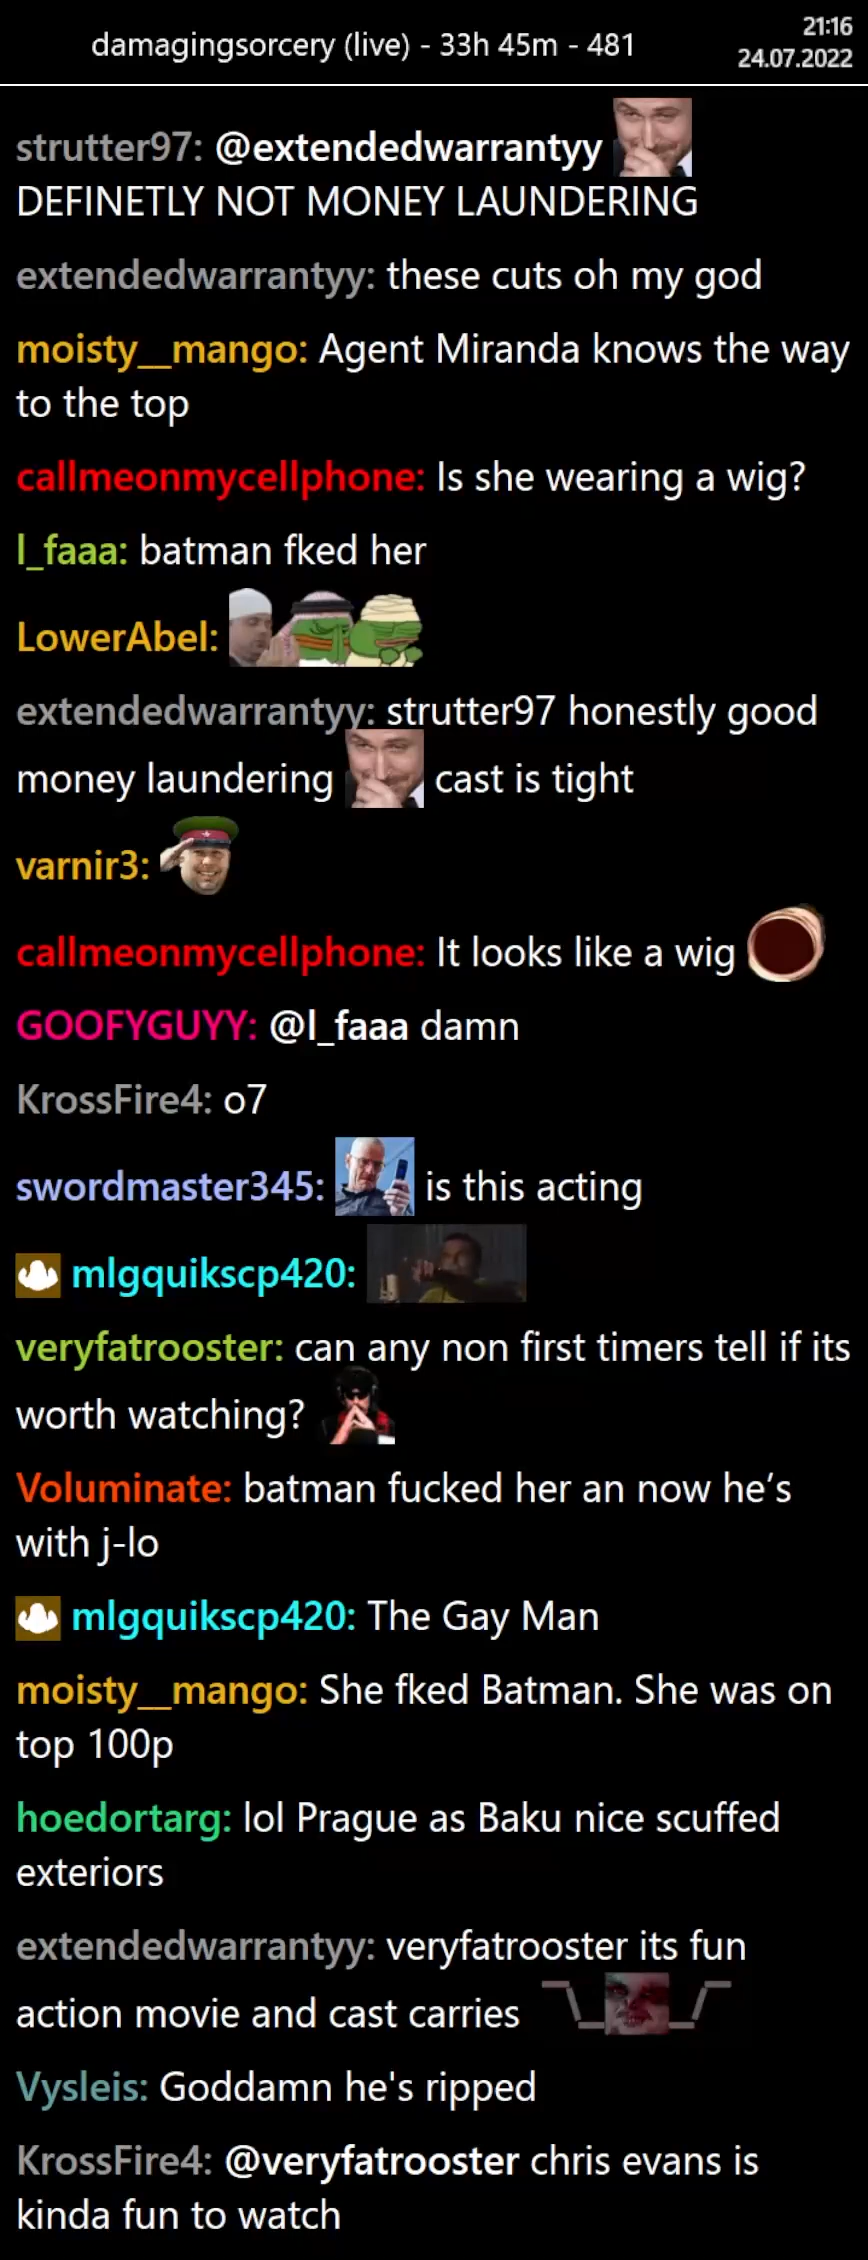 damagingsorcery (live) - 33h 45m - 481
21:16
24.07.2022
strutter97: @extendedwarrantyy
DEFINETLY NOT MONEY LAUNDERING
extendedwarrantyy: these cuts oh my god
moisty__mango: Agent Miranda knows the way
to the top
callmeonmycellphone: Is she wearing a wig?
l_faaa: batman fked her
LowerAbel:
extendedwarrantyy: strutter97 honestly good
money laundering cast is tight
varnir3:
callmeonmycellphone: It looks like a wig
GOOFYGUYY: @l_faaa damn
KrossFire4: o7
swordmaster345: is this acting
mlgquikscp420:
veryfatrooster: can any non first timers tell if its
worth watching?
Voluminate: batman fucked her an now he’s
with j-lo
mlgquikscp420: The Gay Man
moisty__mango: She fked Batman. She was on
top 100p
hoedortarg: lol Prague as Baku nice scuffed
exteriors
extendedwarrantyy: veryfatrooster its fun
action movie and cast carries
Vysleis: Goddamn he's ripped
KrossFire4: @veryfatrooster chris evans is
kinda fun to watch